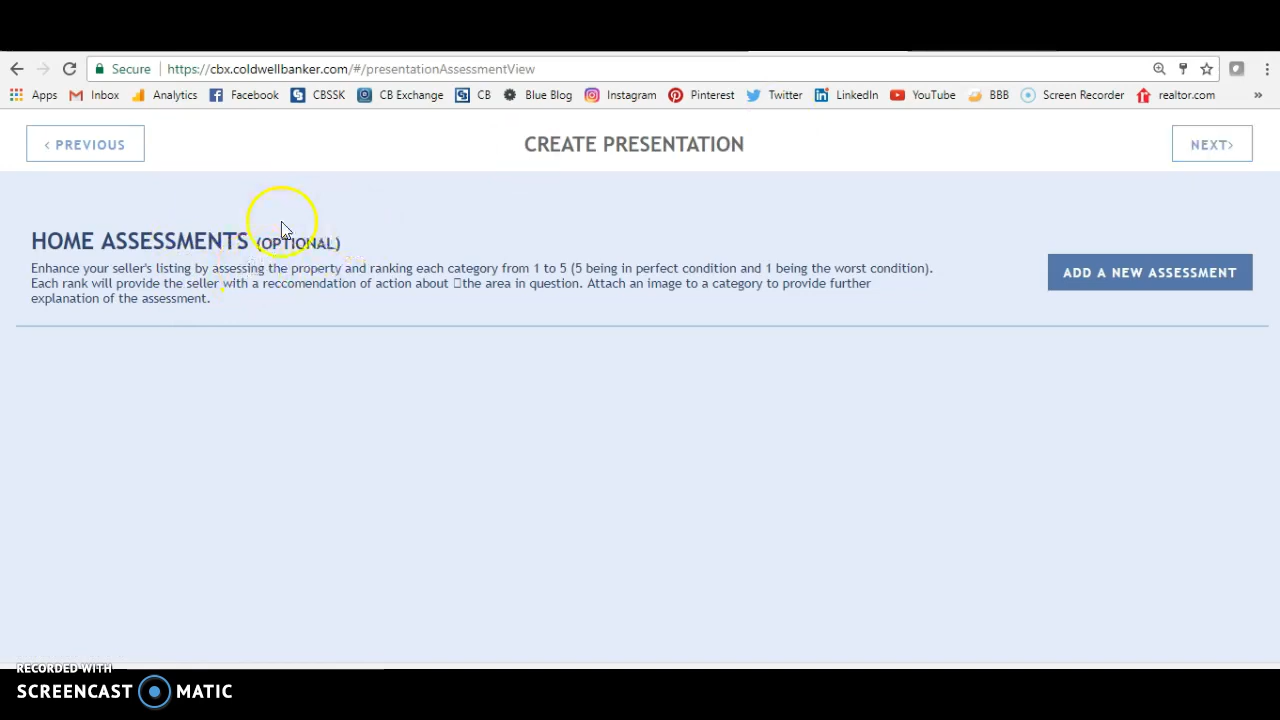 Secure https://cbx.coldwellbanker.com/#/presentationAssessmentView
Apps Inbox Analytics Facebook CBSSK CB Exchange CB Blue Blog Instagram Pinterest Twitter LinkedIn YouTube BBB Screen Recorder realtor.com »
< PREVIOUS CREATE PRESENTATION NEXT>
HOME ASSESSMENTS (OPTIONAL)
Enhance your seller's listing by assessing the property and ranking each category from 1 to 5 (5 being in perfect condition and 1 being the worst condition).
Each rank will provide the seller with a reccomendation of action about the area in question. Attach an image to a category to provide further
explanation of the assessment.
ADD A NEW ASSESSMENT
RECORDED WITH
SCREENCAST MATIC